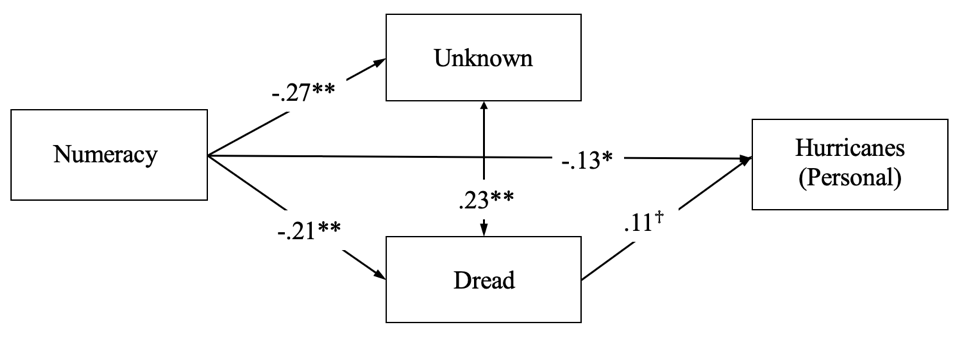 Unknown
-.27**
Numeracy
Hurricanes
(Personal)
-.13*
.23**
.11†
-.21**
Dread